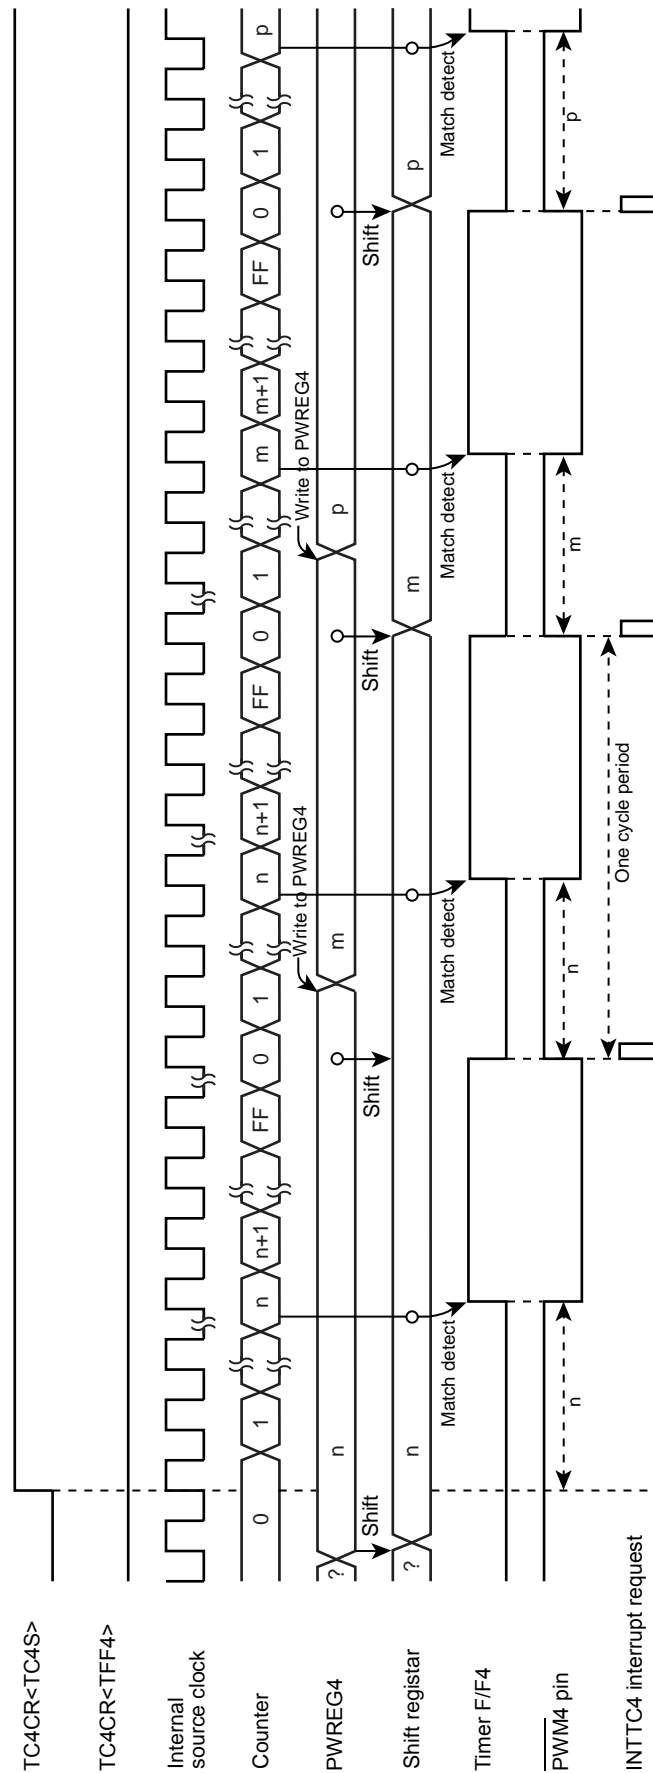 TC4CR<TC4S>
TC4CR<TFF4>
Internal
source clock
Counter 0 1 n n+1 FF 0 1 n n+1 FF 0 1 m m+1 FF 0 1 p
Write to PWREG4 Write to PWREG4
PWREG4 ? n m p
Shift Shift Shift Shift
Shift registar ? n m p
Match detect Match detect Match detect Match detect
Timer F/F4
PWM4 pin n n m p
One cycle period
INTTC4 interrupt request